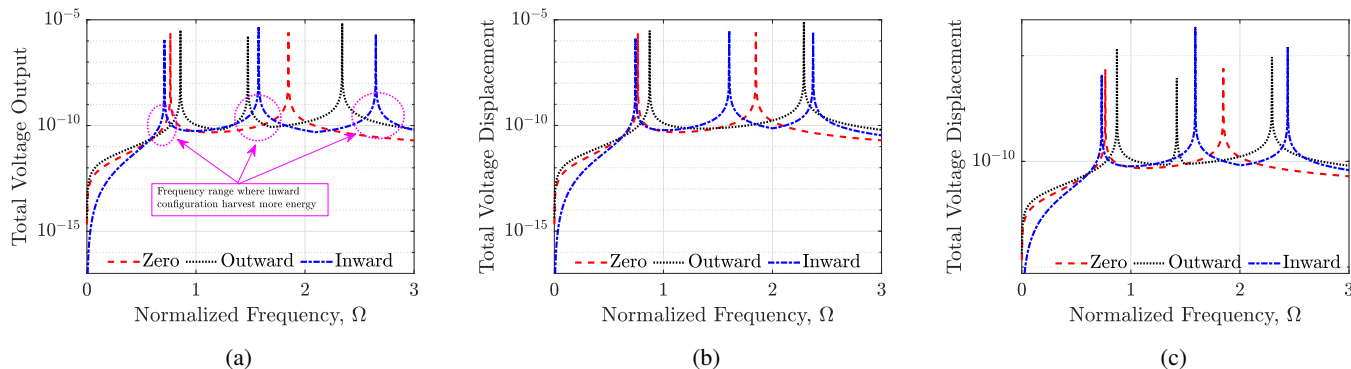 10⁻⁵
10⁻¹⁰
10⁻¹⁵
Total Voltage Output
Frequency range where inward
configuration harvest more energy
Zero Outward Inward
0 1 2 3
Normalized Frequency, Ω
(a)
10⁻⁵
10⁻¹⁰
10⁻¹⁵
Total Voltage Displacement
Zero Outward Inward
0 1 2 3
Normalized Frequency, Ω
(b)
10⁻¹⁰
Total Voltage Displacement
Zero Outward Inward
0 1 2 3
Normalized Frequency, Ω
(c)